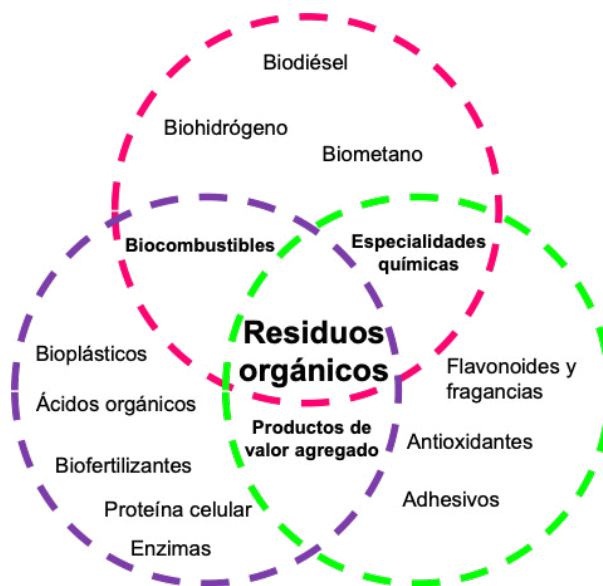 Biodiésel
Biohidrógeno
Biometano
Biocombustibles
Especialidades
químicas
Residuos
orgánicos
Bioplásticos
Ácidos orgánicos
Biofertilizantes
Proteína celular
Enzimas
Productos de
valor agregado
Flavonoides y
fragancias
Antioxidantes
Adhesivos